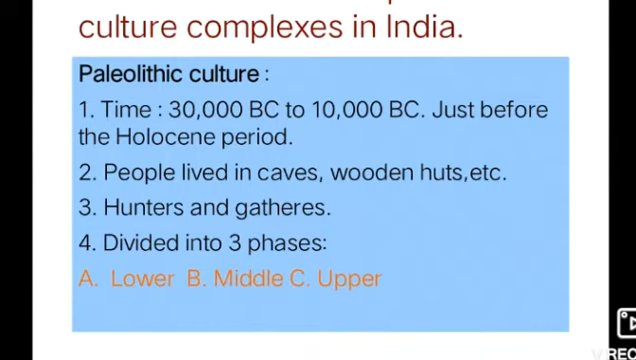 culture complexes in India.
Paleolithic culture :
1. Time : 30,000 BC to 10,000 BC. Just before
the Holocene period.
2. People lived in caves, wooden huts,etc.
3. Hunters and gatheres.
4. Divided into 3 phases:
A. Lower B. Middle C. Upper